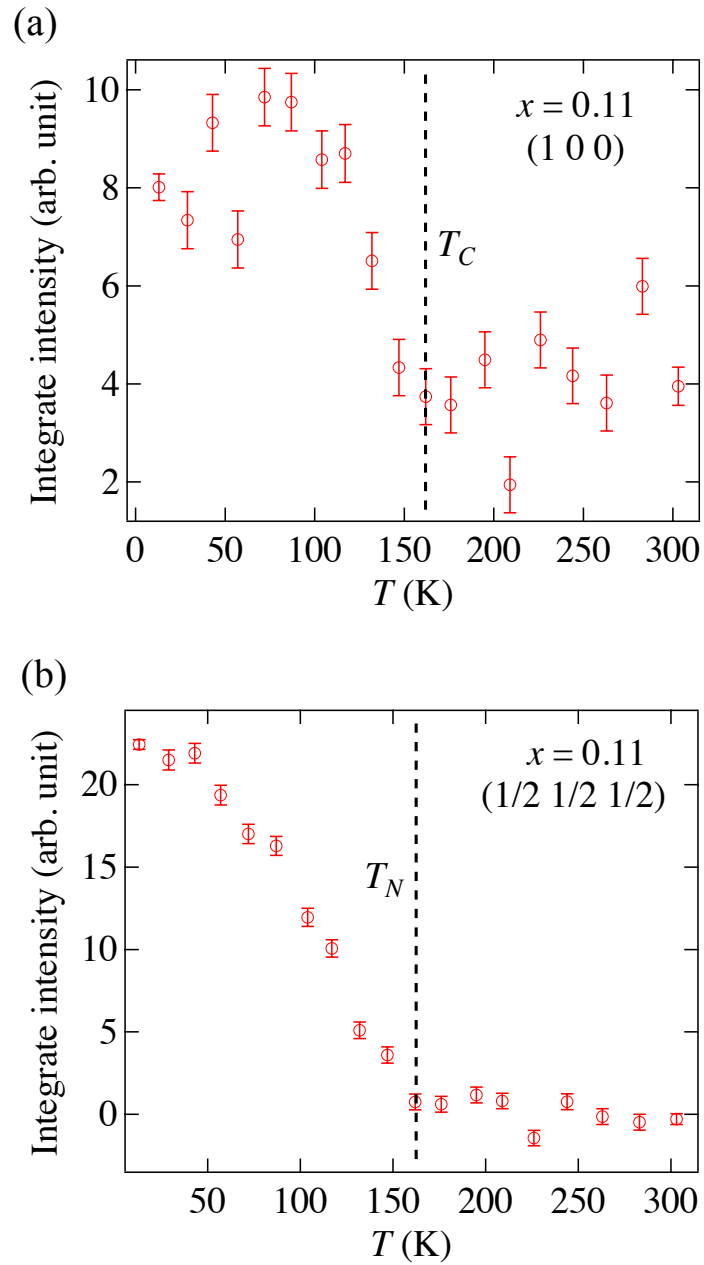 (a)
Integrate intensity (arb. unit)
10
8
6
4
2
x = 0.11
(1 0 0)
T_C
0 50 100 150 200 250 300
T (K)
(b)
Integrate intensity (arb. unit)
20
15
10
5
0
x = 0.11
(1/2 1/2 1/2)
T_N
50 100 150 200 250 300
T (K)